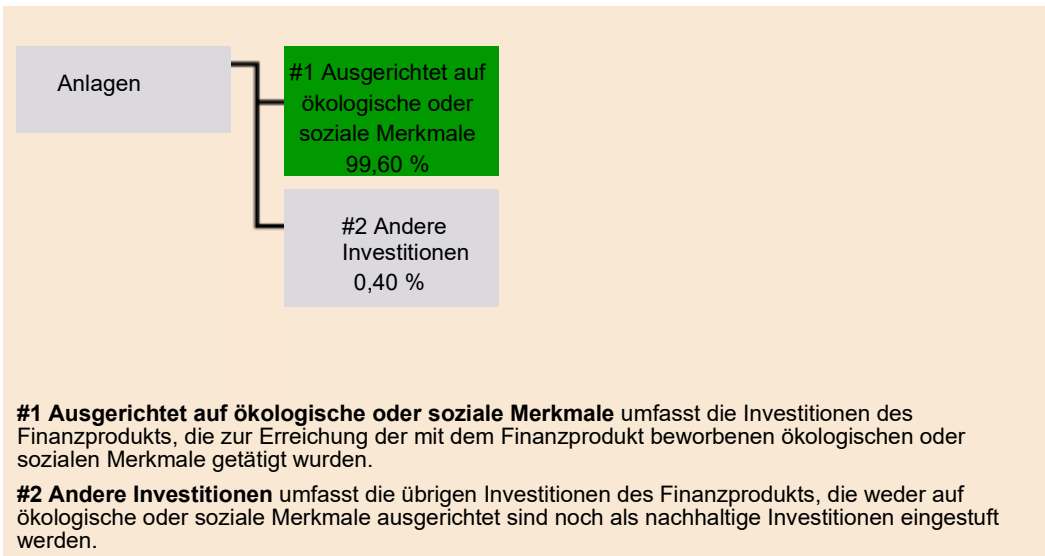 Anlagen
#1 Ausgerichtet auf
ökologische oder
soziale Merkmale
99,60 %
#2 Andere
Investitionen
0,40 %
#1 Ausgerichtet auf ökologische oder soziale Merkmale umfasst die Investitionen des
Finanzprodukts, die zur Erreichung der mit dem Finanzprodukt beworbenen ökologischen oder
sozialen Merkmale getätigt wurden.
#2 Andere Investitionen umfasst die übrigen Investitionen des Finanzprodukts, die weder auf
ökologische oder soziale Merkmale ausgerichtet sind noch als nachhaltige Investitionen eingestuft
werden.